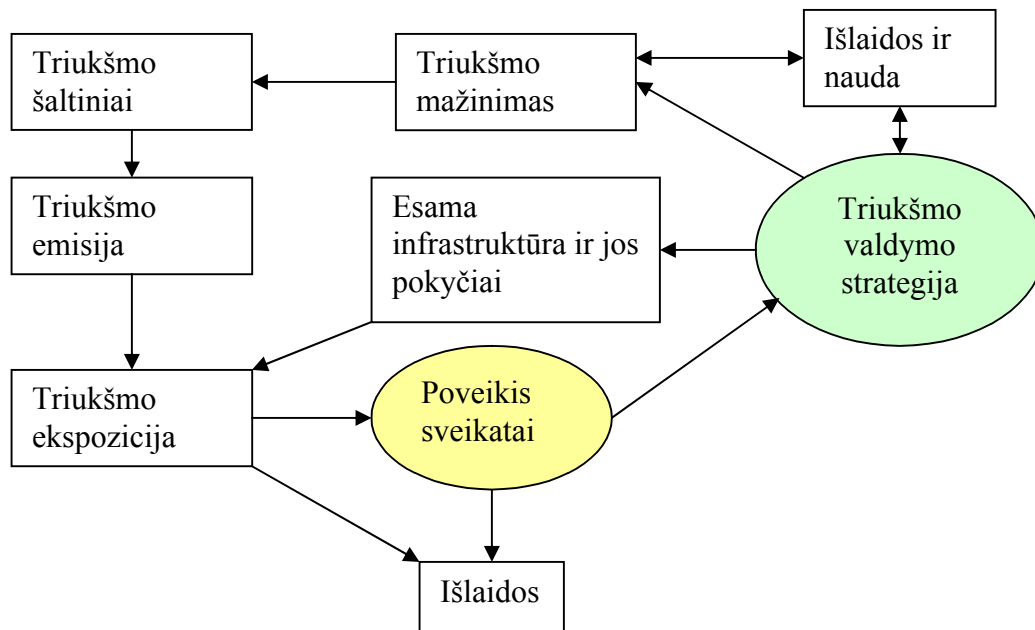 Triukšmo
šaltiniai
Triukšmo
mažinimas
Išlaidos ir
nauda
Triukšmo
emisija
Esama
infrastruktūra ir jos
pokyčiai
Triukšmo
valdymo
strategija
Triukšmo
ekspozicija
Poveikis
sveikatai
Išlaidos